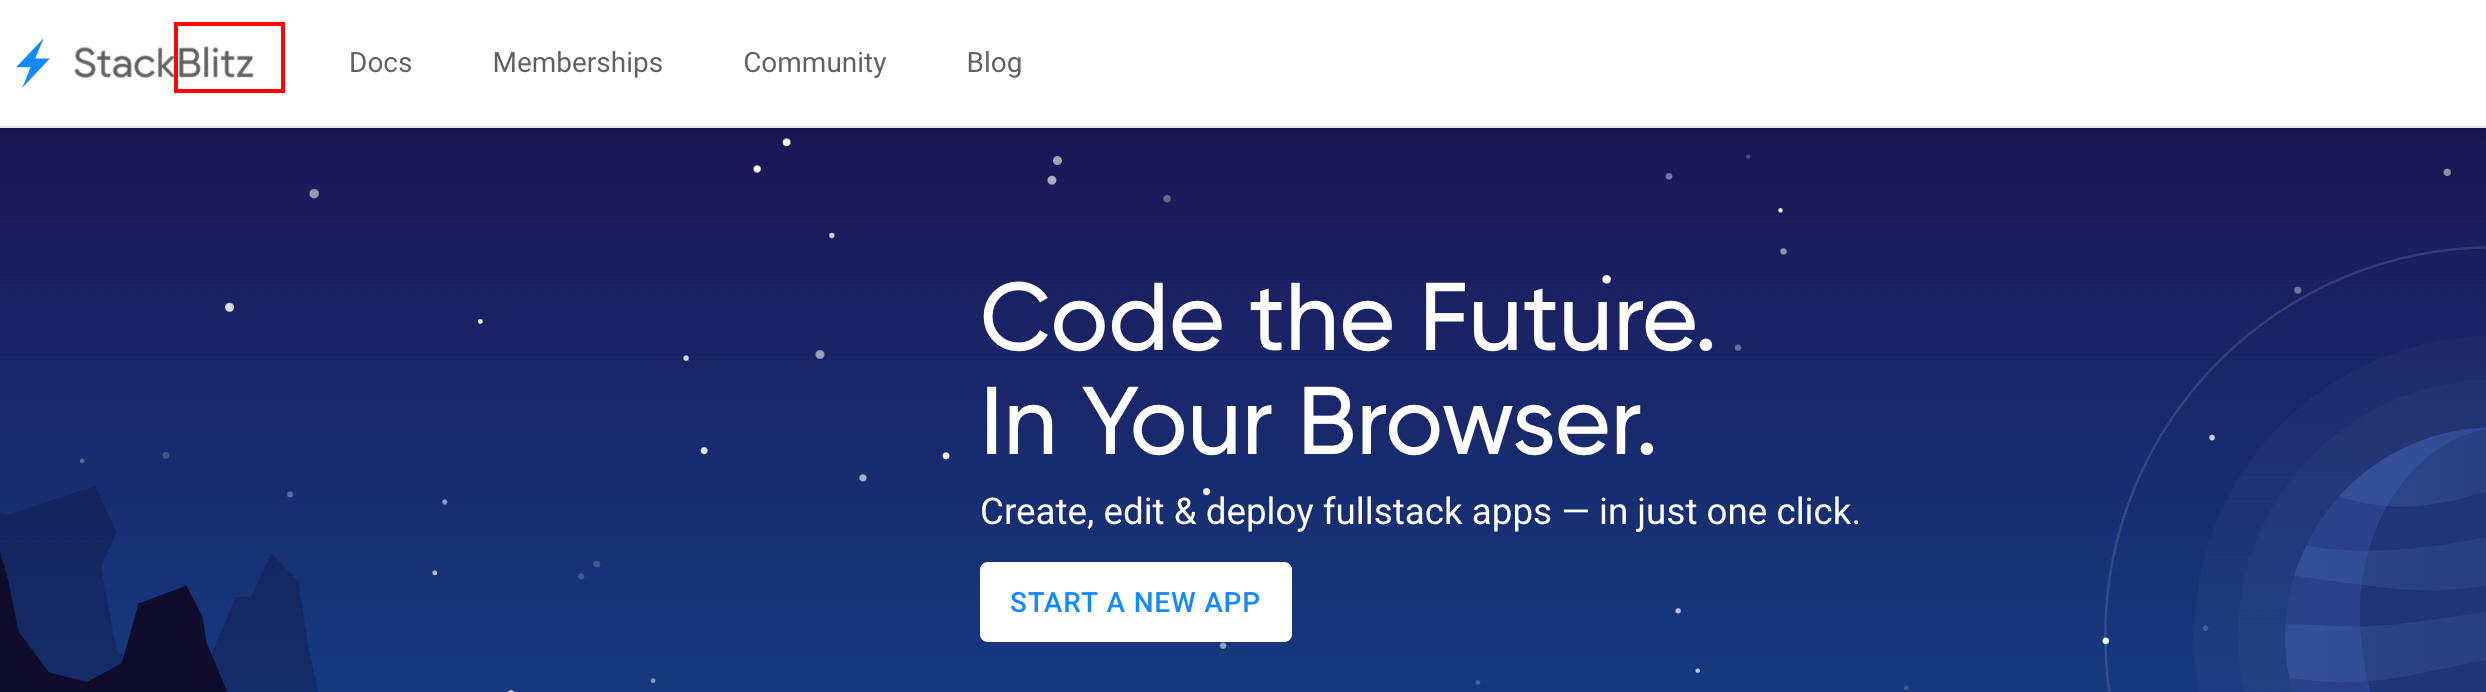 StackBlitz Docs Memberships Community Blog
Code the Future.
In Your Browser.
Create, edit & deploy fullstack apps — in just one click.
START A NEW APP